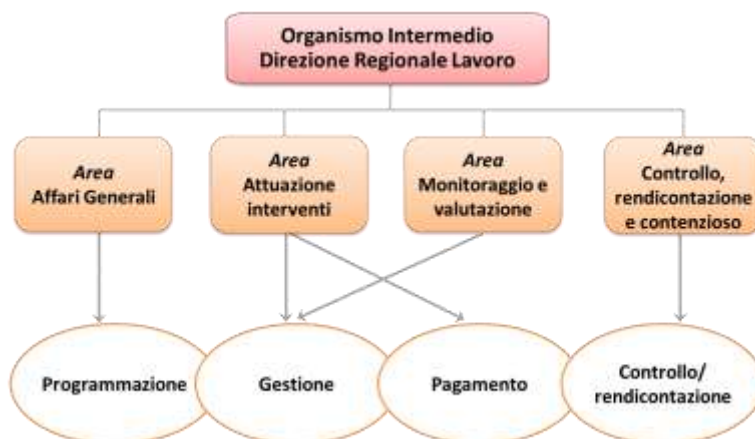 Organismo Intermedio
Direzione Regionale Lavoro
Area
Affari Generali
Area
Attuazione
interventi
Area
Monitoraggio e
valutazione
Area
Controllo,
rendicontazione
e contenzioso
Programmazione
Gestione
Pagamento
Controllo/
rendicontazione